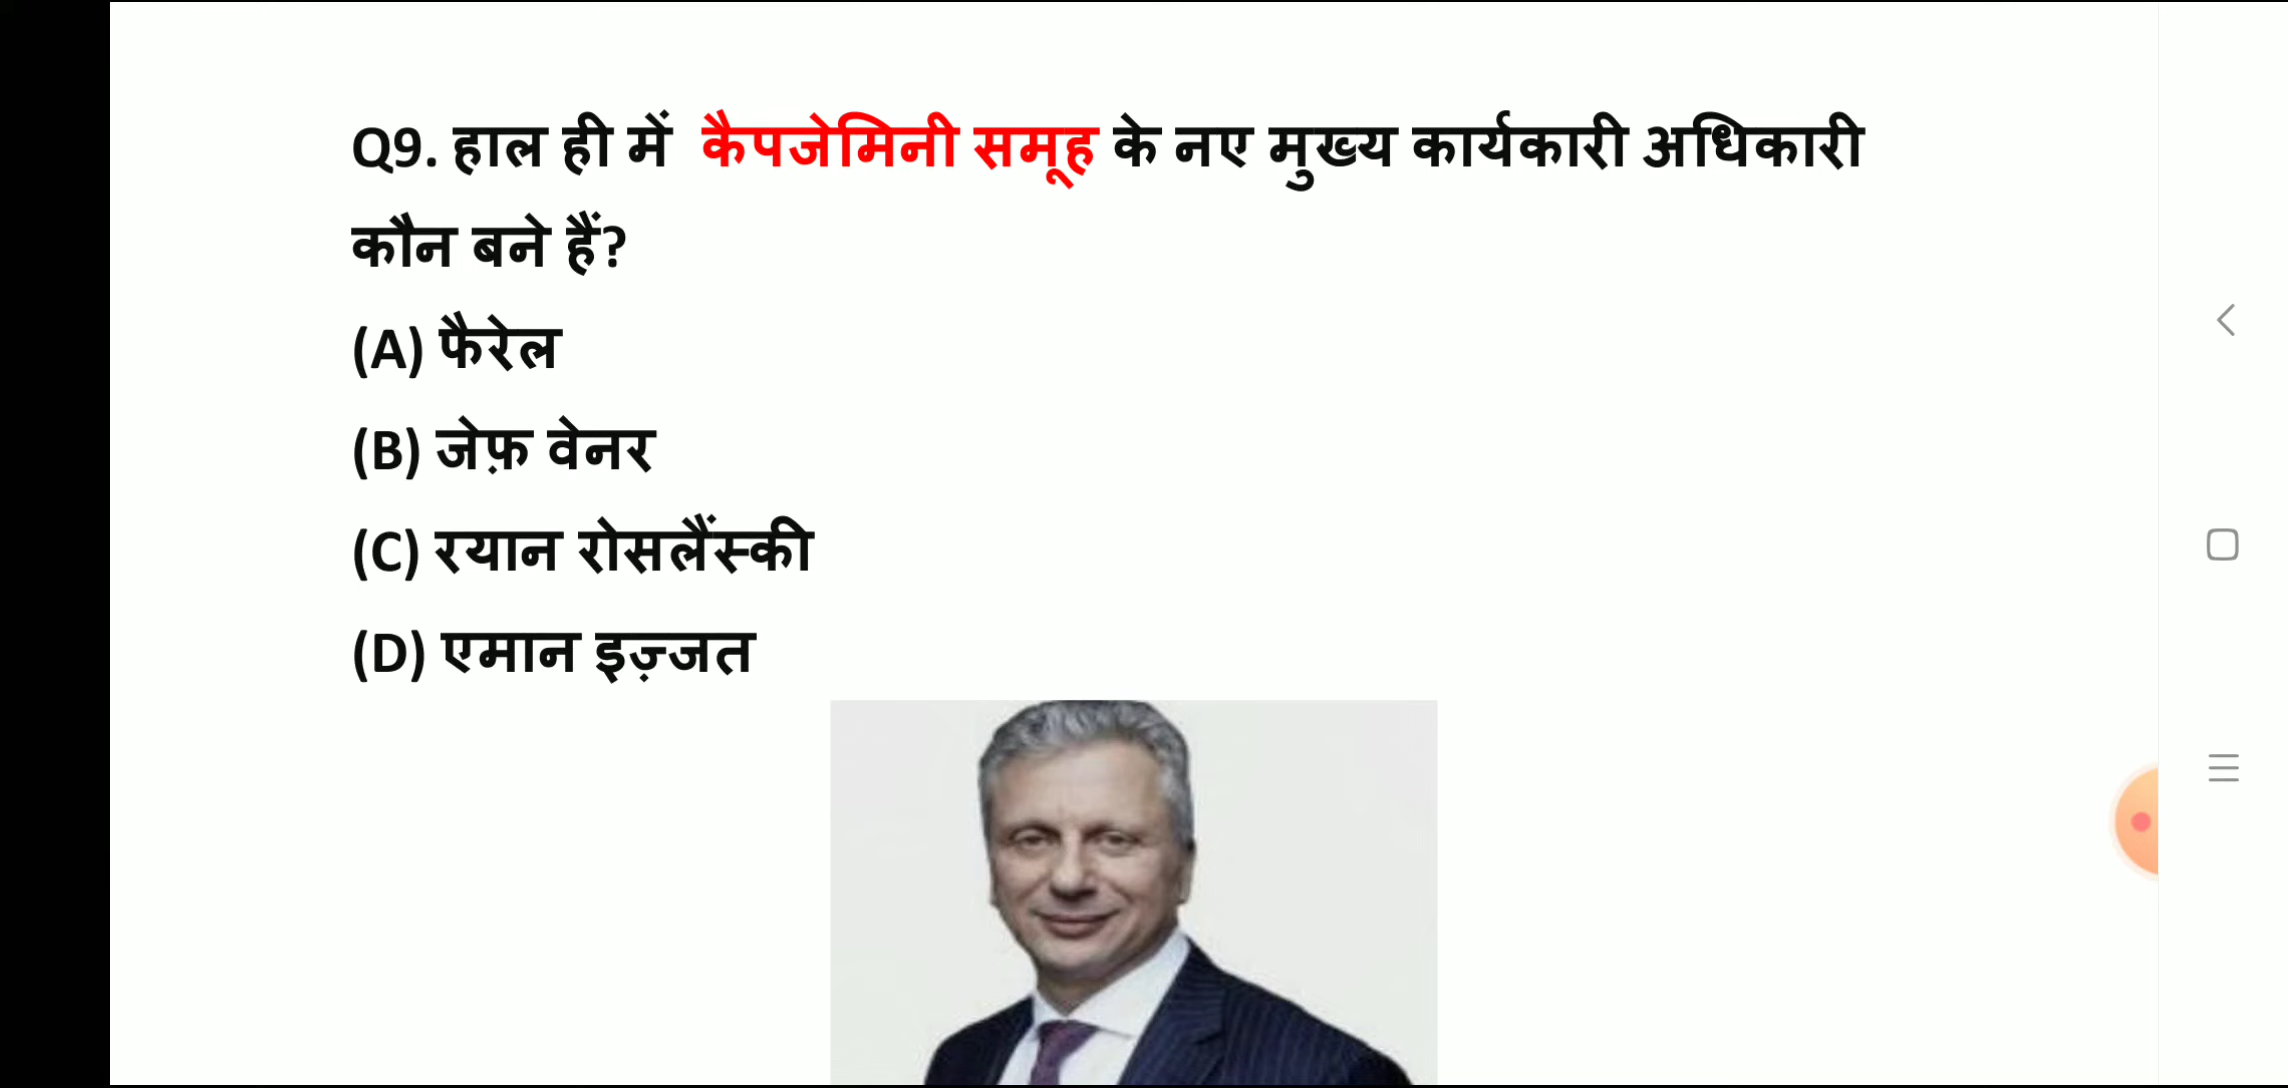 Q9. हाल ही में कैपजेमिनी समूह के नए मुख्य कार्यकारी अधिकारी
कौन बने हैं?
(A) फैरेल
(B) जेफ़ वेनर
(C) रयान रोसलैंस्की
(D) एमान इज़्जत